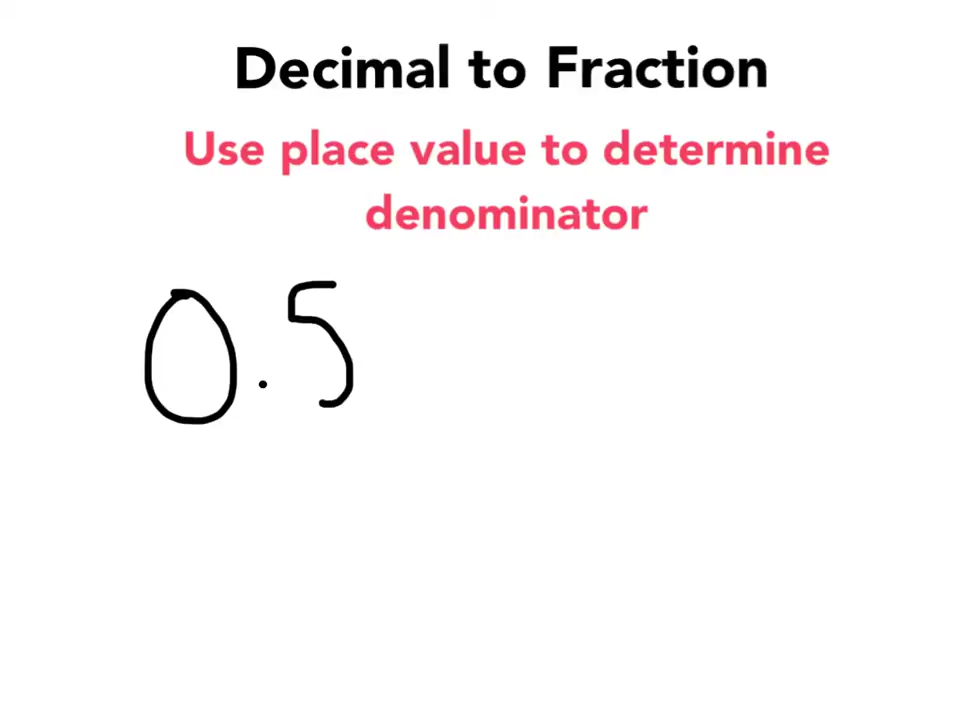 Decimal to Fraction
Use place value to determine
denominator
0.5